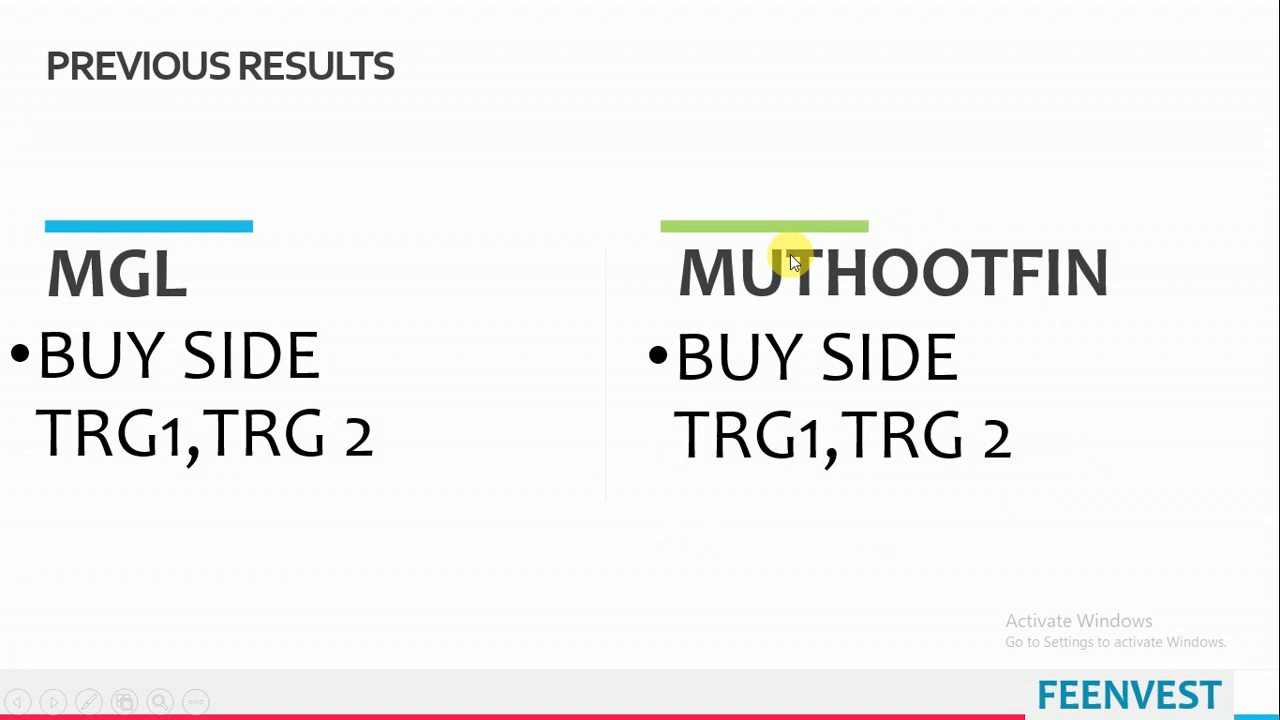 PREVIOUS RESULTS
MGL
•BUY SIDE
TRG1,TRG 2
MUTHOOTFIN
•BUY SIDE
TRG1,TRG 2
Activate Windows
Go to Settings to activate Windows.
FEENVEST